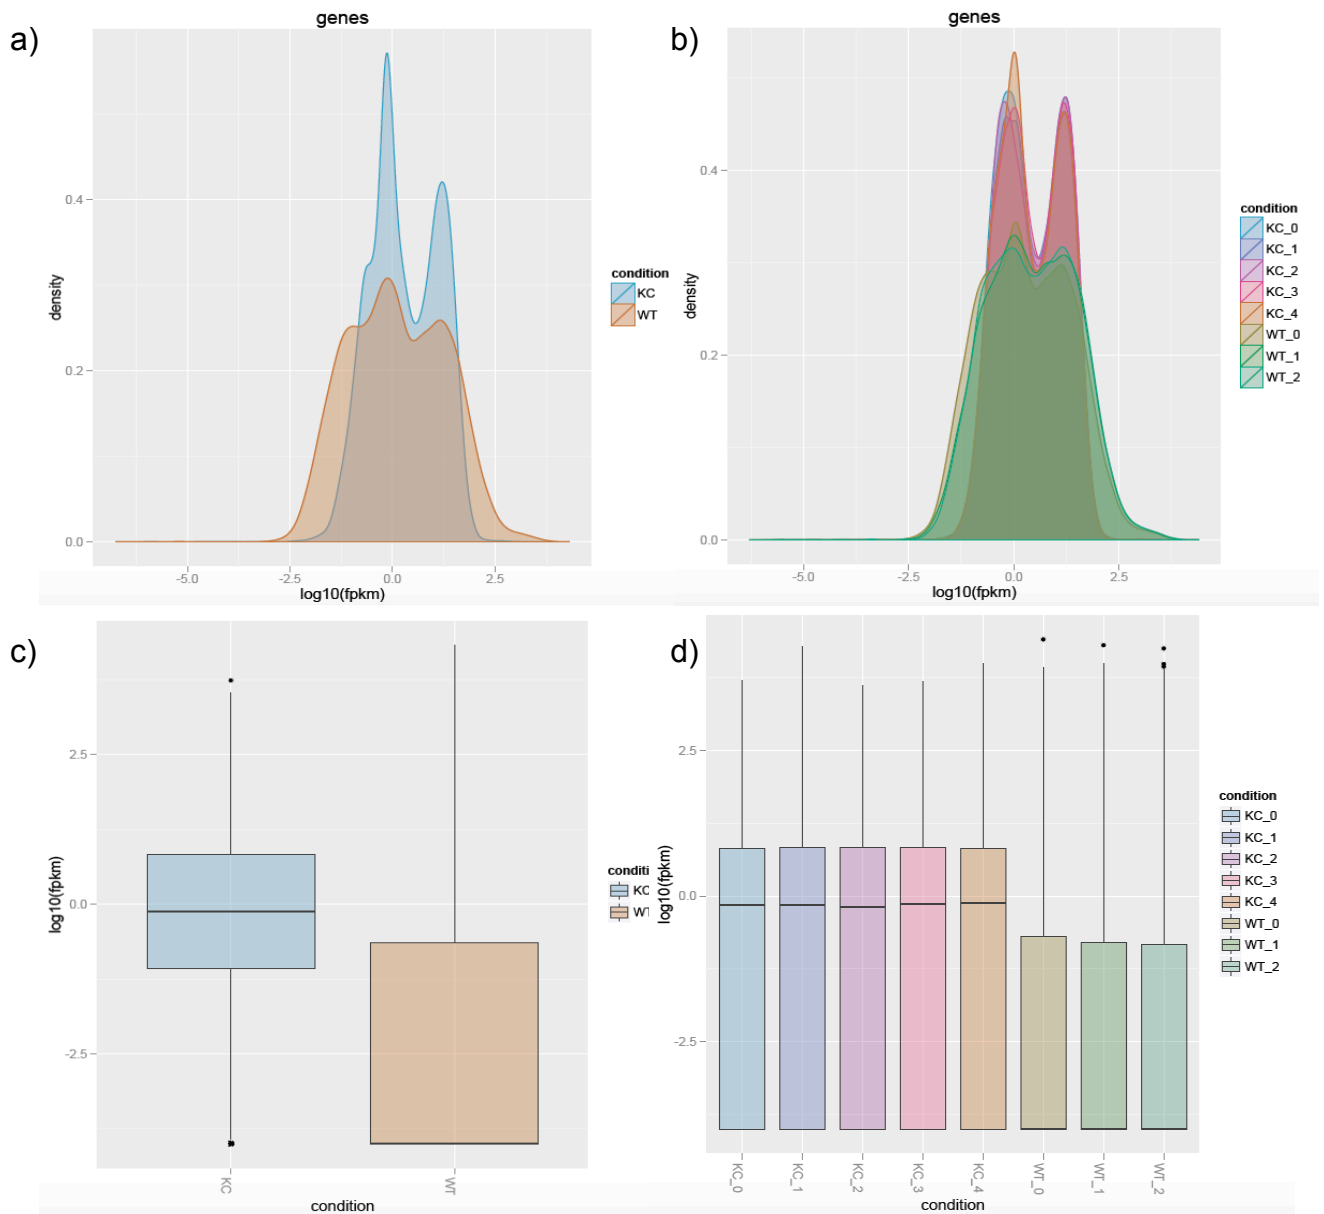 a)
genes
density
0.4
0.2
0.0
-5.0
-2.5
0.0
2.5
log10(fpkm)
condition
KC
WT
b)
genes
density
0.4
0.2
0.0
-5.0
-2.5
0.0
2.5
log10(fpkm)
condition
KC_0
KC_1
KC_2
KC_3
KC_4
WT_0
WT_1
WT_2
c)
log10(fpkm)
2.5
0.0
-2.5
KC
WT
condition
conditi
KC
WT
d)
log10(fpkm)
2.5
0.0
-2.5
KC_0
KC_1
KC_2
KC_3
KC_4
WT_0
WT_1
WT_2
condition
condition
KC_0
KC_1
KC_2
KC_3
KC_4
WT_0
WT_1
WT_2